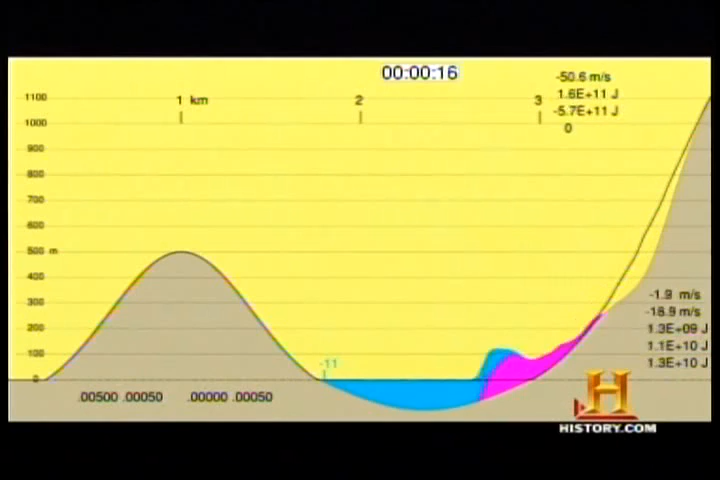 00:00:16
-50.6 m/s
1.6E+11 J
-5.7E+11 J
0
1 km
2
3
1100
1000
900
800
700
600
500 m
400
300
200
100
0
-11
-1.9 m/s
-18.9 m/s
1.3E+09 J
1.1E+10 J
1.3E+10 J
.00500 .00050
.00000 .00050
H
HISTORY.COM